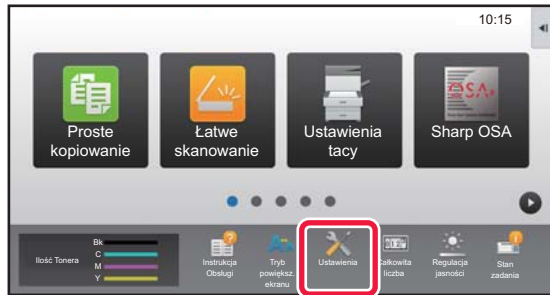 10:15
Proste
kopiowanie
Łatwe
skanowanie
Ustawienia
tacy
Sharp OSA
Ilość Tonera
Bk
C
M
Y
Instrukcja
Obsługi
Tryb
powiększ.
ekranu
Ustawienia
Całkowita
liczba
Regulacja
jasności
Stan
zadania